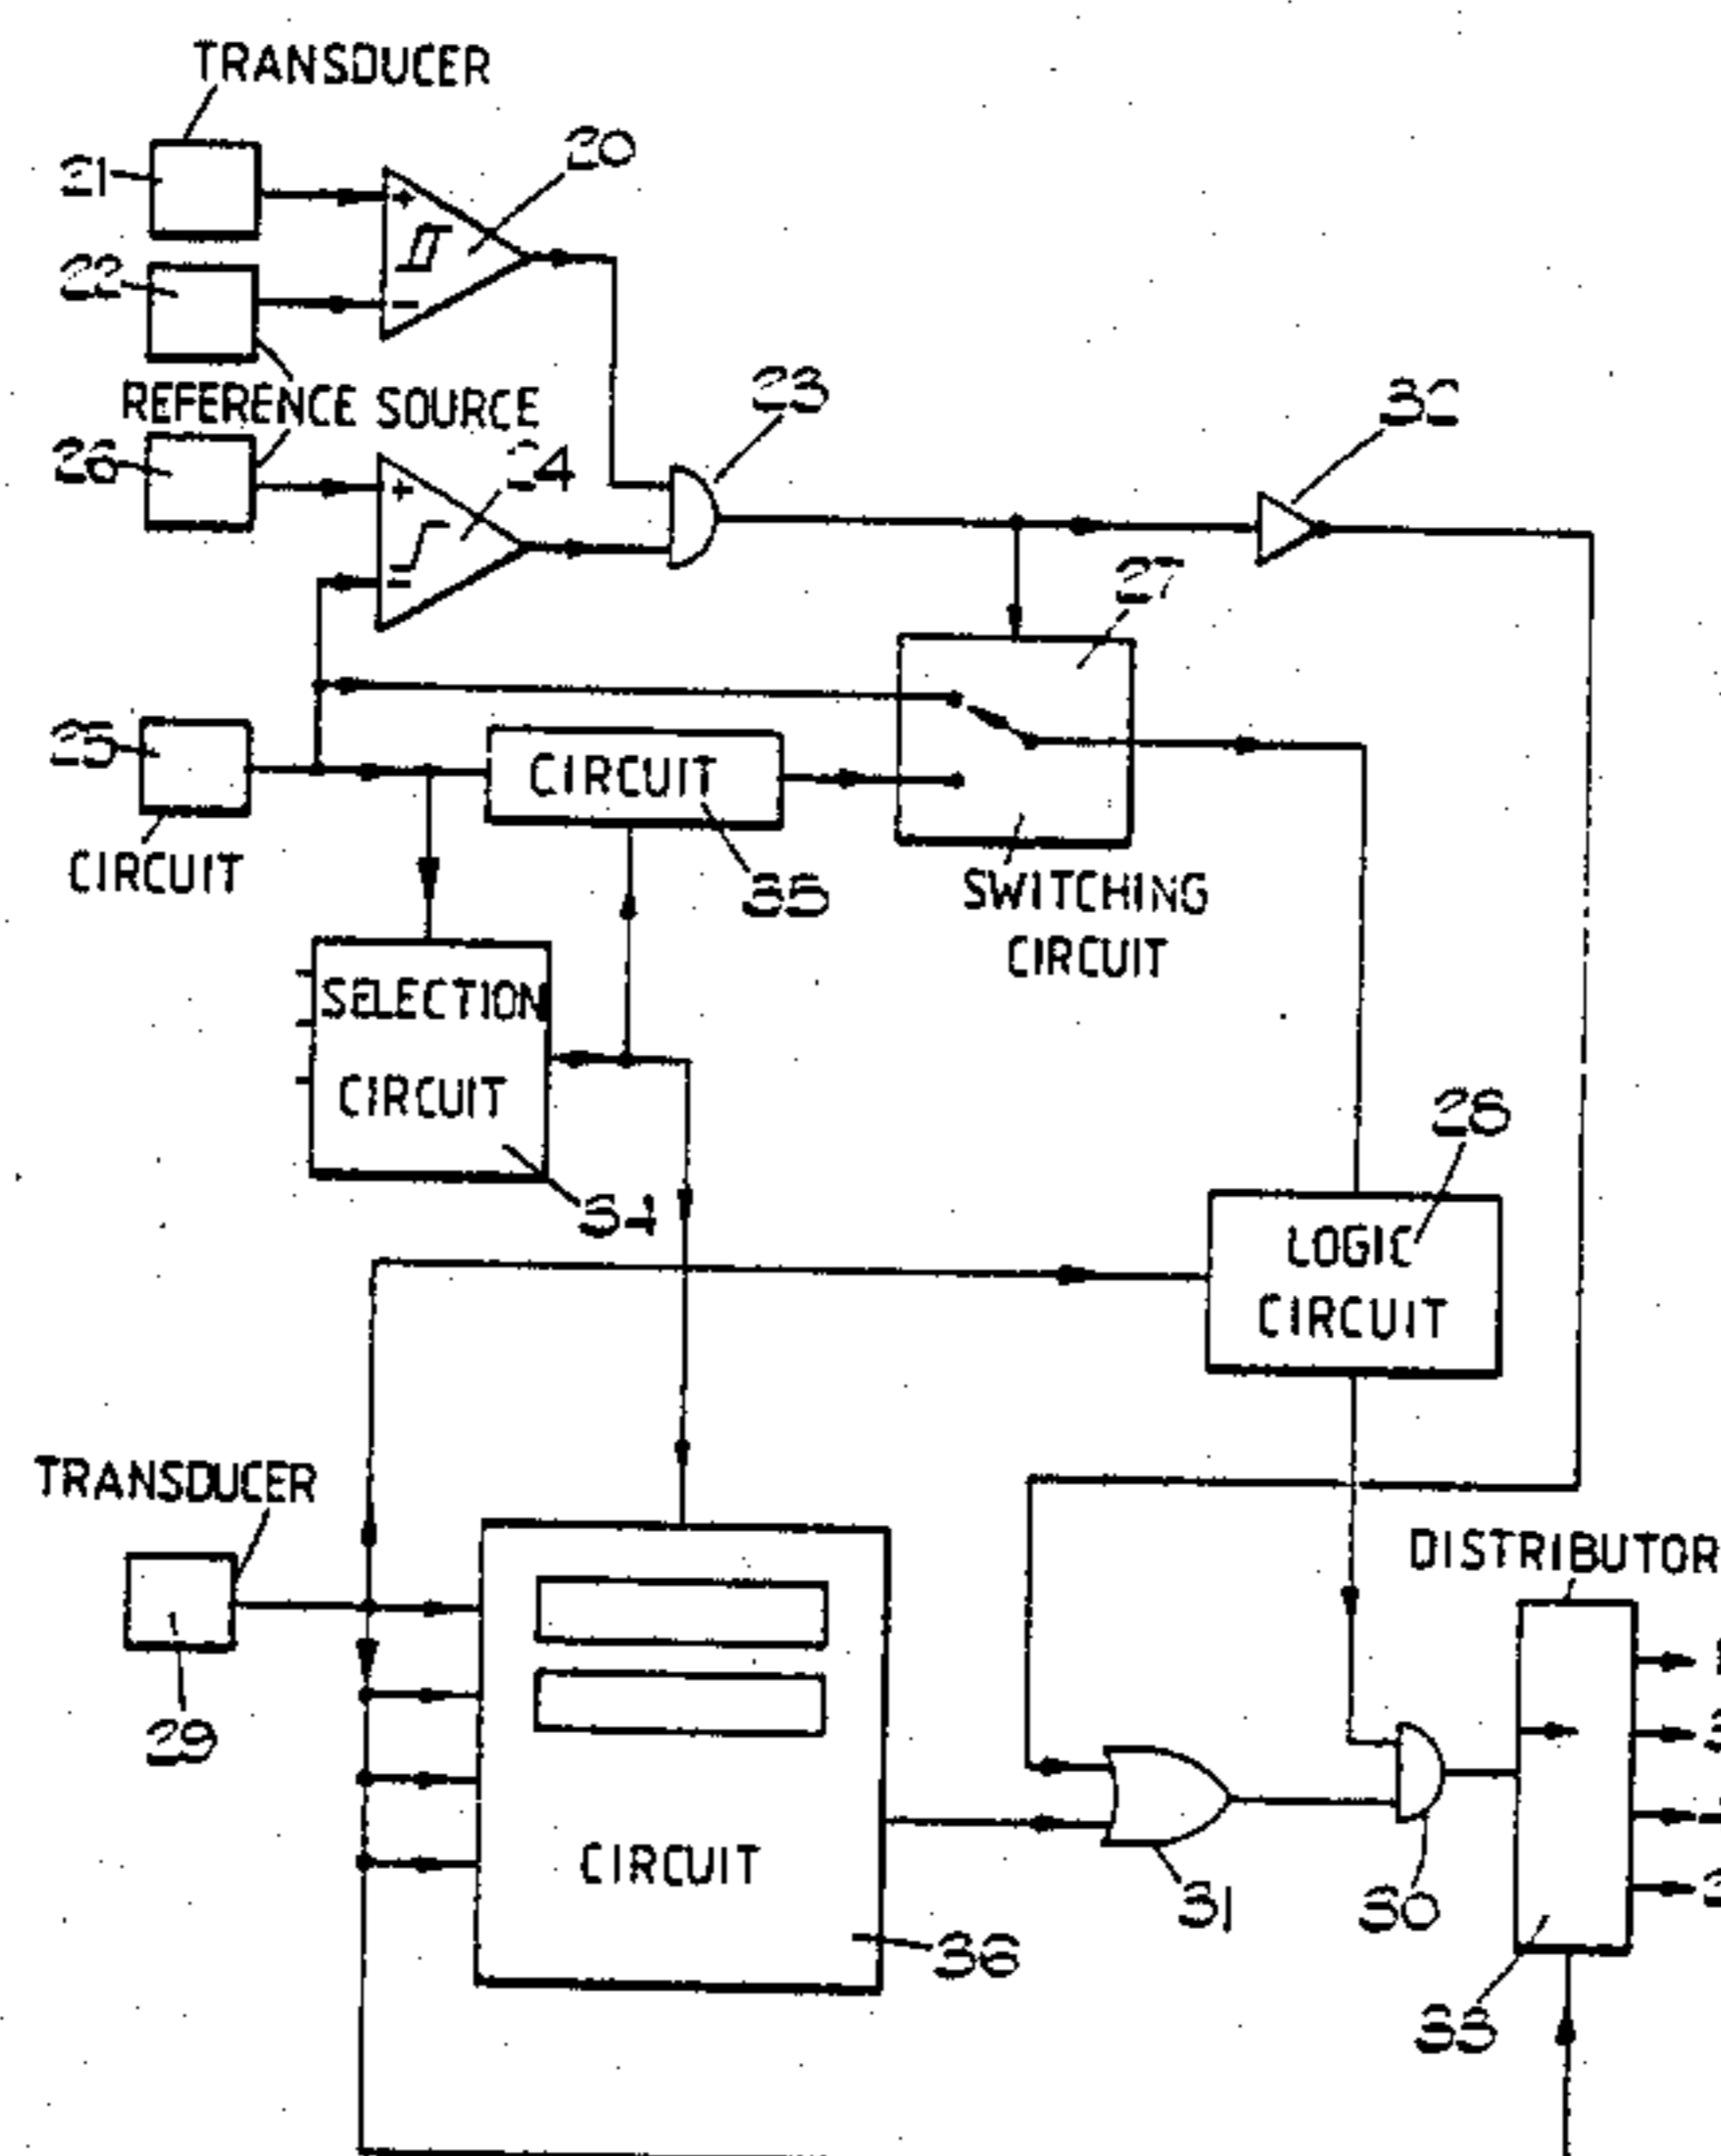 TRANSDUCER
20
21
22
REFERENCE SOURCE
23
32
26
24
27
25
CIRCUIT
CIRCUIT
35
SWITCHING
CIRCUIT
SELECTION
CIRCUIT
34
28
LOGIC
CIRCUIT
TRANSDUCER
DISTRIBUTOR
29
CIRCUIT
31
30
36
33